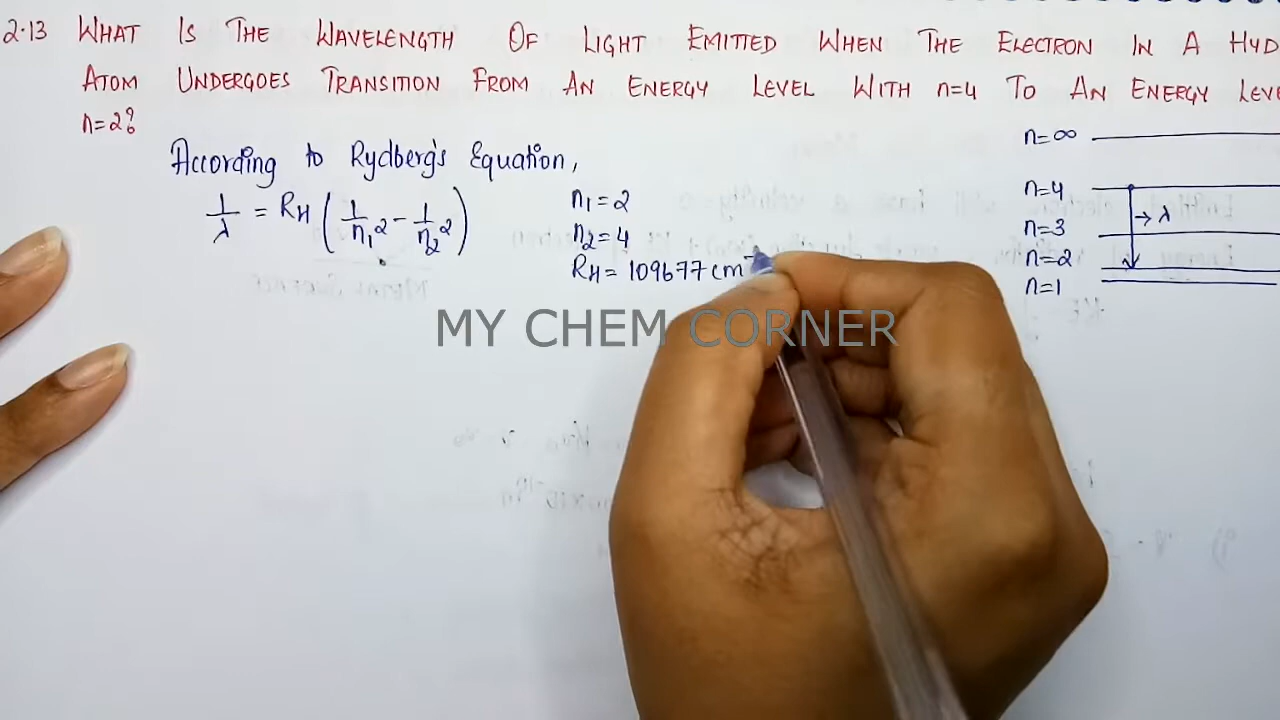 2.13 WHAT IS THE WAVELENGTH OF LIGHT EMITTED WHEN THE ELECTRON IN A HYD
ATOM UNDERGOES TRANSITION FROM AN ENERGY LEVEL WITH n=4 TO AN ENERGY LEVE
n=2?
According to Rydberg's Equation,
1/λ = RH (1/n₁² - 1/n₂²)
n₁ = 2
n₂ = 4
RH = 109677 cm⁻
n=∞
n=4
→ λ
n=3
n=2
n=1
MY CHEM CORNER